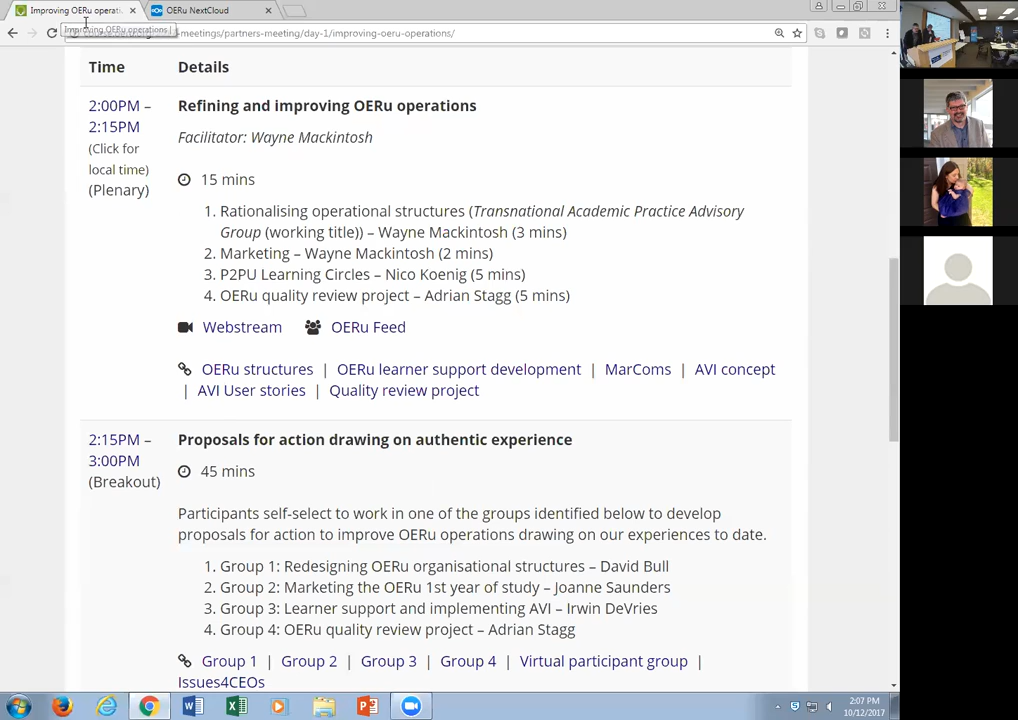 Improving OERu operati
OERu NextCloud
Improving OERu operations |
meetings/partners-meeting/day-1/improving-oeru-operations/
Time
Details
2:00PM –
2:15PM
(Click for
local time)
(Plenary)
Refining and improving OERu operations
Facilitator: Wayne Mackintosh
15 mins
1. Rationalising operational structures (Transnational Academic Practice Advisory
Group (working title)) – Wayne Mackintosh (3 mins)
2. Marketing – Wayne Mackintosh (2 mins)
3. P2PU Learning Circles – Nico Koenig (5 mins)
4. OERu quality review project – Adrian Stagg (5 mins)
Webstream OERu Feed
OERu structures | OERu learner support development | MarComs | AVI concept
| AVI User stories | Quality review project
2:15PM –
3:00PM
(Breakout)
Proposals for action drawing on authentic experience
45 mins
Participants self-select to work in one of the groups identified below to develop
proposals for action to improve OERu operations drawing on our experiences to date.
1. Group 1: Redesigning OERu organisational structures – David Bull
2. Group 2: Marketing the OERu 1st year of study – Joanne Saunders
3. Group 3: Learner support and implementing AVI – Irwin DeVries
4. Group 4: OERu quality review project – Adrian Stagg
Group 1 | Group 2 | Group 3 | Group 4 | Virtual participant group |
Issues4CEOs
2:07 PM
10/12/2017